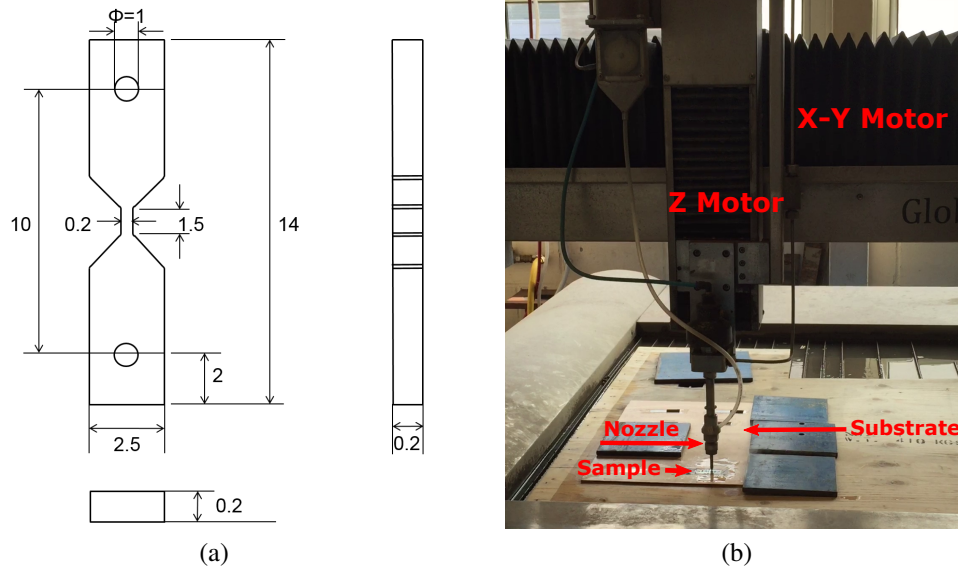 Φ=1
10
0.2
1.5
14
2
2.5
0.2
0.2
(a)
X-Y Motor
Z Motor
Glo
Nozzle
Substrate
Sample
(b)